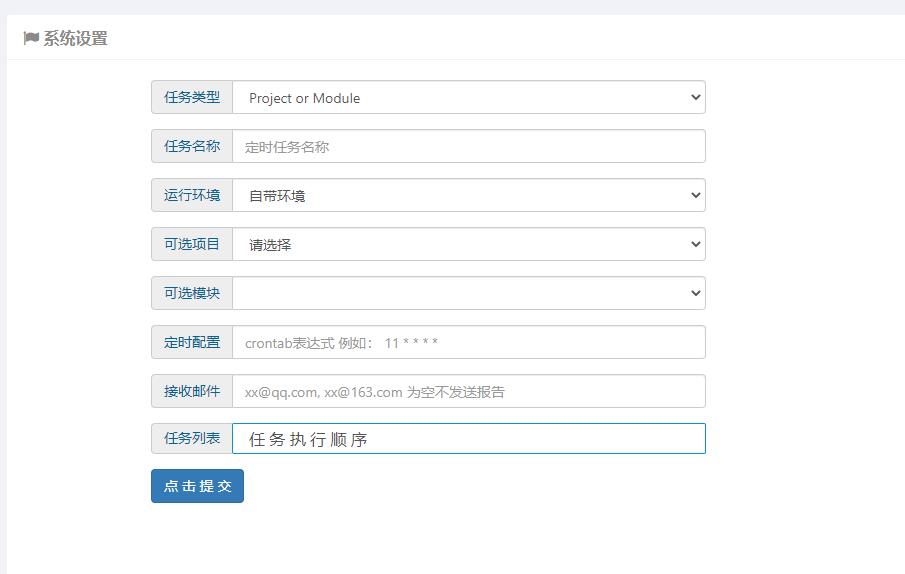 系统设置
任务类型 Project or Module
任务名称 定时任务名称
运行环境 自带环境
可选项目 请选择
可选模块
定时配置 crontab表达式 例如： 11 * * * *
接收邮件 xx@qq.com, xx@163.com 为空不发送报告
任务列表 任务执行顺序
点击提交